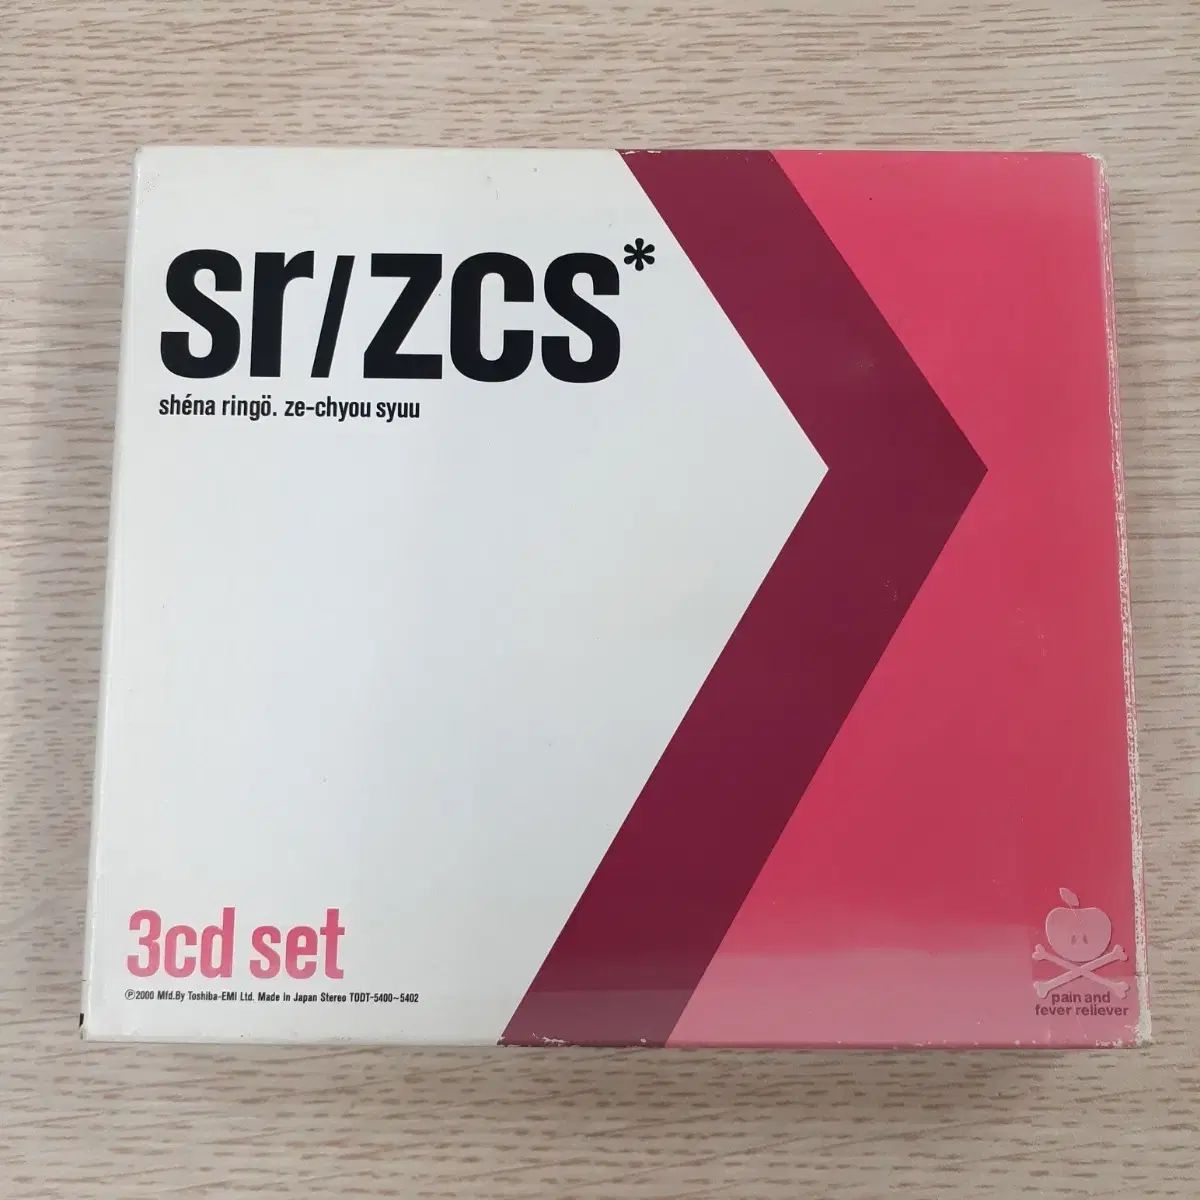 sr/zcs*
shéna ringö. ze-chyou syuu
3cd set
℗2000 Mfd.By Toshiba-EMI Ltd. Made in Japan Stereo TODT-5400~5402
pain and
fever reliever